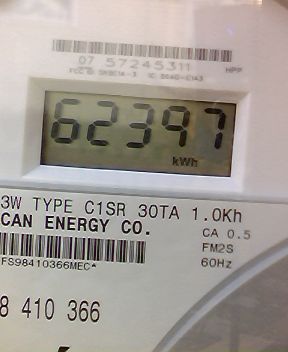 07 57245311
HPP
62397
kWh
3W TYPE C1SR 30TA 1.0Kh
CAN ENERGY CO.
CA 0.5
FM2S
60Hz
FS98410366MEC*
8 410 366